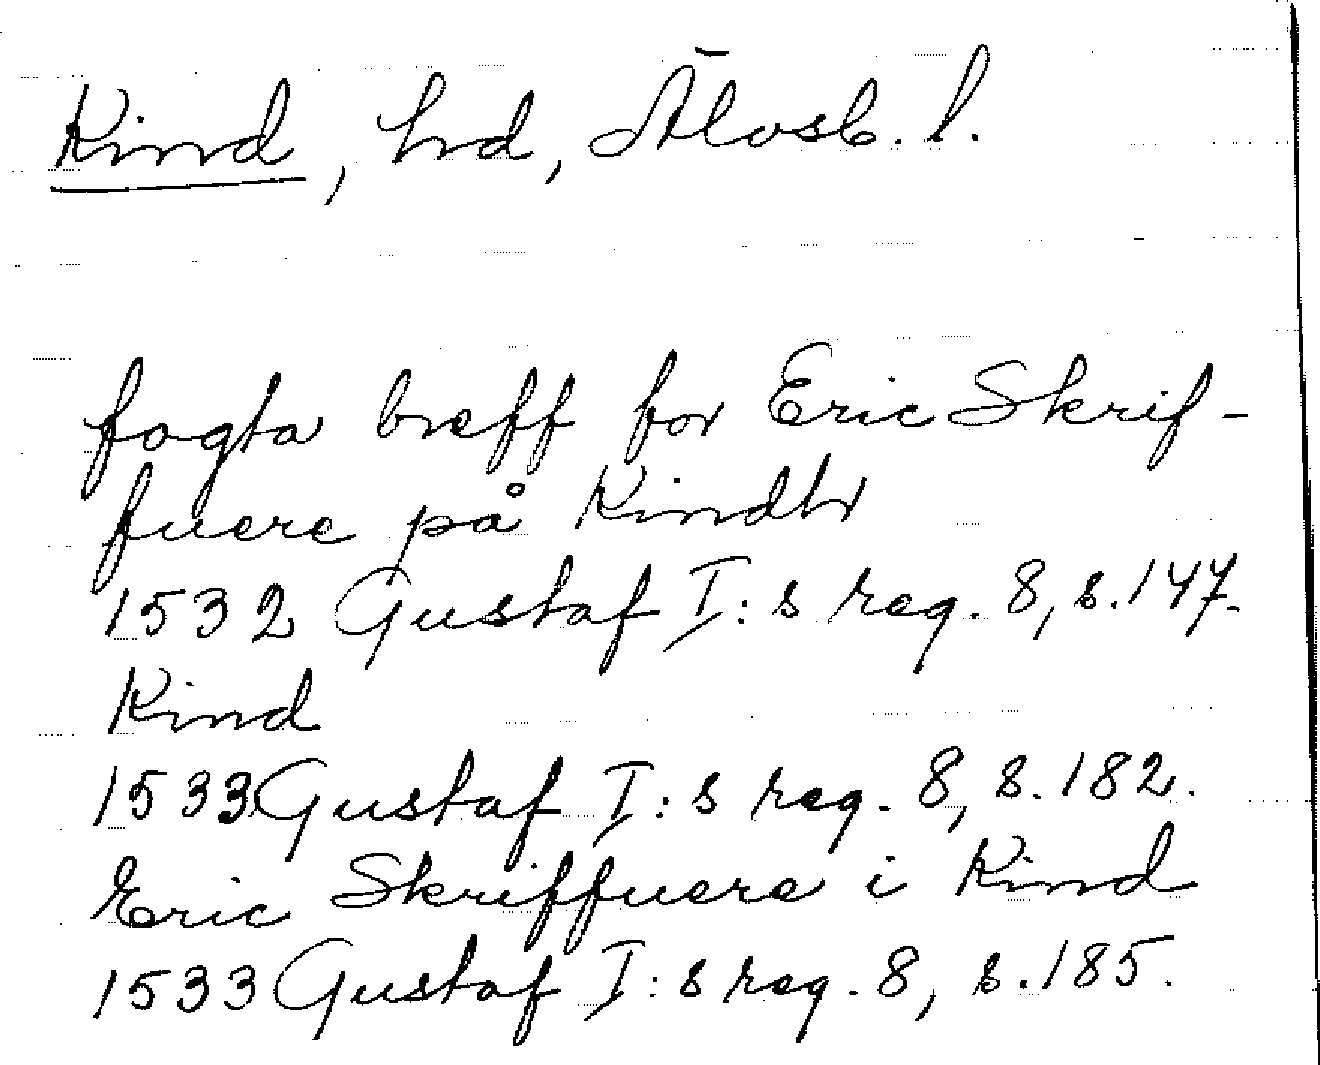 Kind, hd, Älvsb. l.
fogta breff for Eric Skrif-
fuere på Kindh
1532 Gustaf I:s reg. 8, s. 147.
Kind
1533 Gustaf I:s reg. 8, s. 182.
Eric Skriffuere i Kind
1533 Gustaf I:s reg. 8, s. 185.